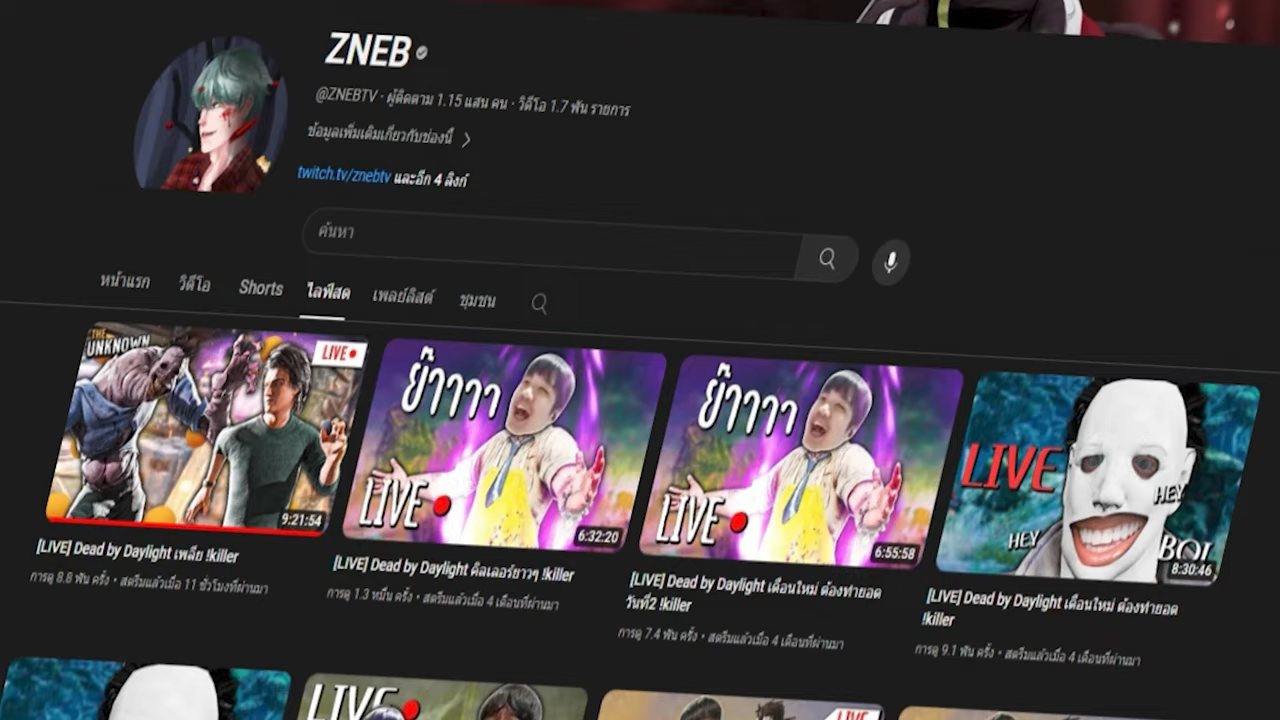 ZNEB
@ZNEBTV · ผู้ติดตาม 1.15 แสน คน · วิดีโอ 1.7 พัน รายการ
ข้อมูลเพิ่มเติมเกี่ยวกับช่องนี้
twitch.tv/znebtv และอีก 4 ลิงก์
ค้นหา
หน้าแรก วิดีโอ Shorts ไลฟ์สด เพลย์ลิสต์ ชุมชน
THE UNKNOWN
LIVE
9:21:54
[LIVE] Dead by Daylight เพลีย !killer
การดู 8.8 พัน ครั้ง • สตรีมแล้วเมื่อ 11 ชั่วโมงที่ผ่านมา
ย๊าาาา
LIVE
6:32:20
[LIVE] Dead by Daylight คิลเลอร์ยาวๆ !killer
การดู 1.3 หมื่น ครั้ง • สตรีมแล้วเมื่อ 4 เดือนที่ผ่านมา
ย๊าาาา
LIVE
6:55:58
[LIVE] Dead by Daylight เดือนใหม่ ต้องทำยอด
วันที่2 !killer
การดู 7.4 พัน ครั้ง • สตรีมแล้วเมื่อ 4 เดือนที่ผ่านมา
LIVE
HEY
HEY
BOI
8:30:46
[LIVE] Dead by Daylight เดือนใหม่ ต้องทำยอด
!killer
การดู 9.1 พัน ครั้ง • สตรีมแล้วเมื่อ 4 เดือนที่ผ่านมา
LIVE
LIVE